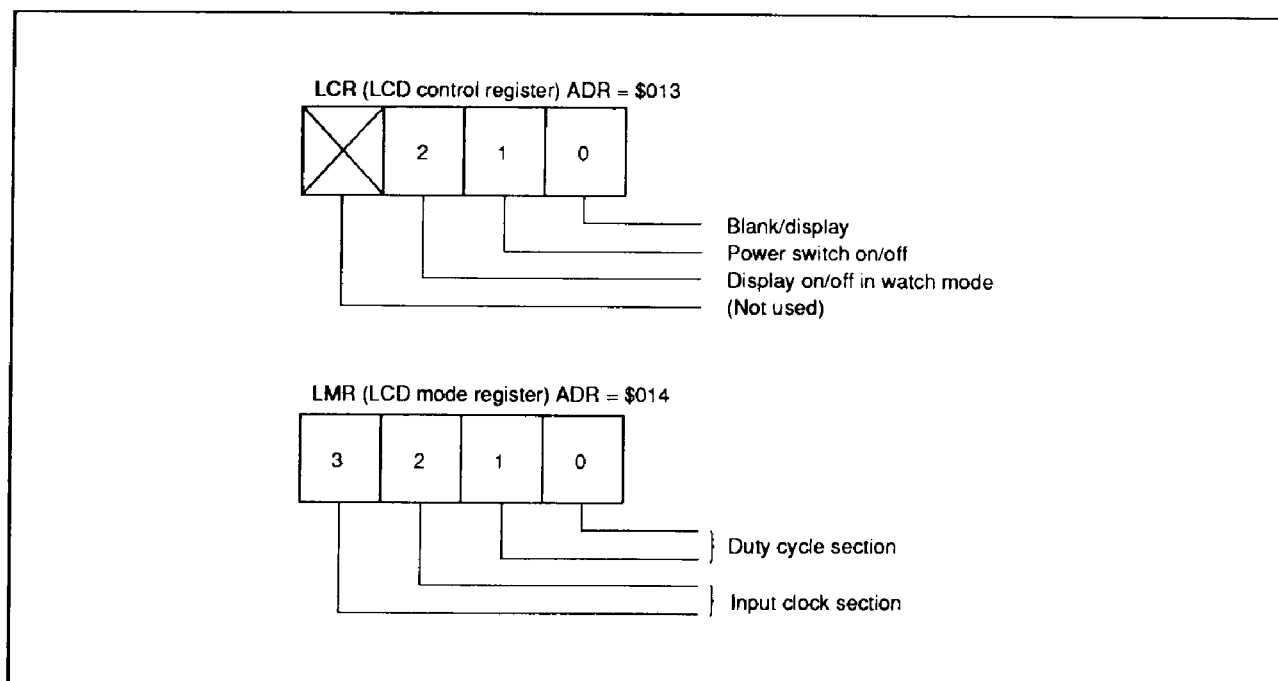 LCR (LCD control register) ADR = $013
2 1 0
Blank/display
Power switch on/off
Display on/off in watch mode
(Not used)
LMR (LCD mode register) ADR = $014
3 2 1 0
Duty cycle section
Input clock section